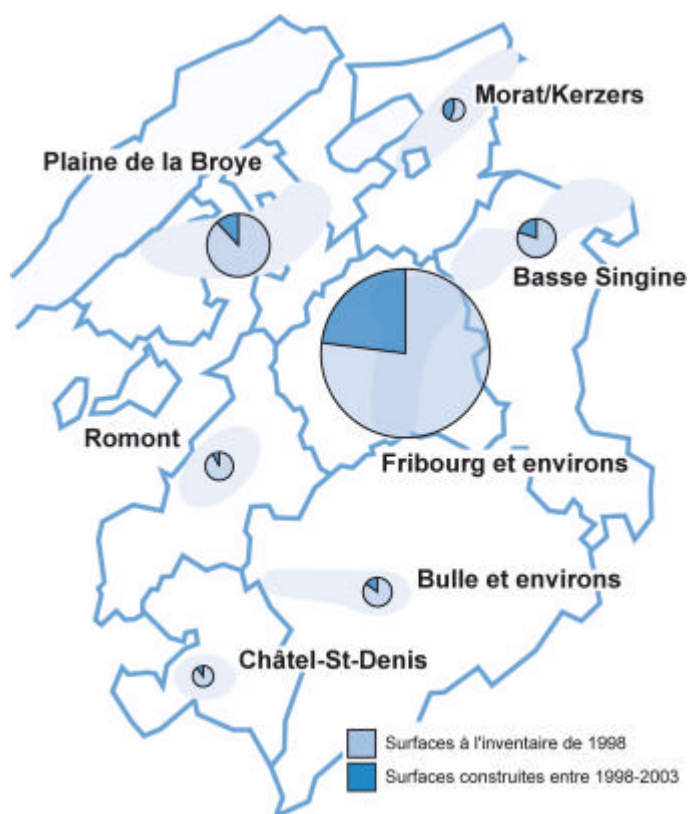 Morat/Kerzers
Plaine de la Broye
Basse Singine
Romont
Fribourg et environs
Bulle et environs
Châtel-St-Denis
Surfaces à l'inventaire de 1998
Surfaces construites entre 1998-2003